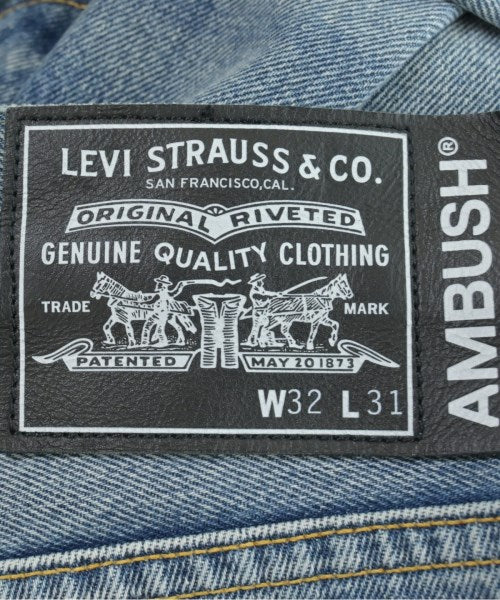 LEVI STRAUSS & CO.
SAN FRANCISCO, CAL.
ORIGINAL RIVETED
GENUINE QUALITY CLOTHING
TRADE MARK
PATENTED MAY 20 1873
W32 L31
AMBUSH®